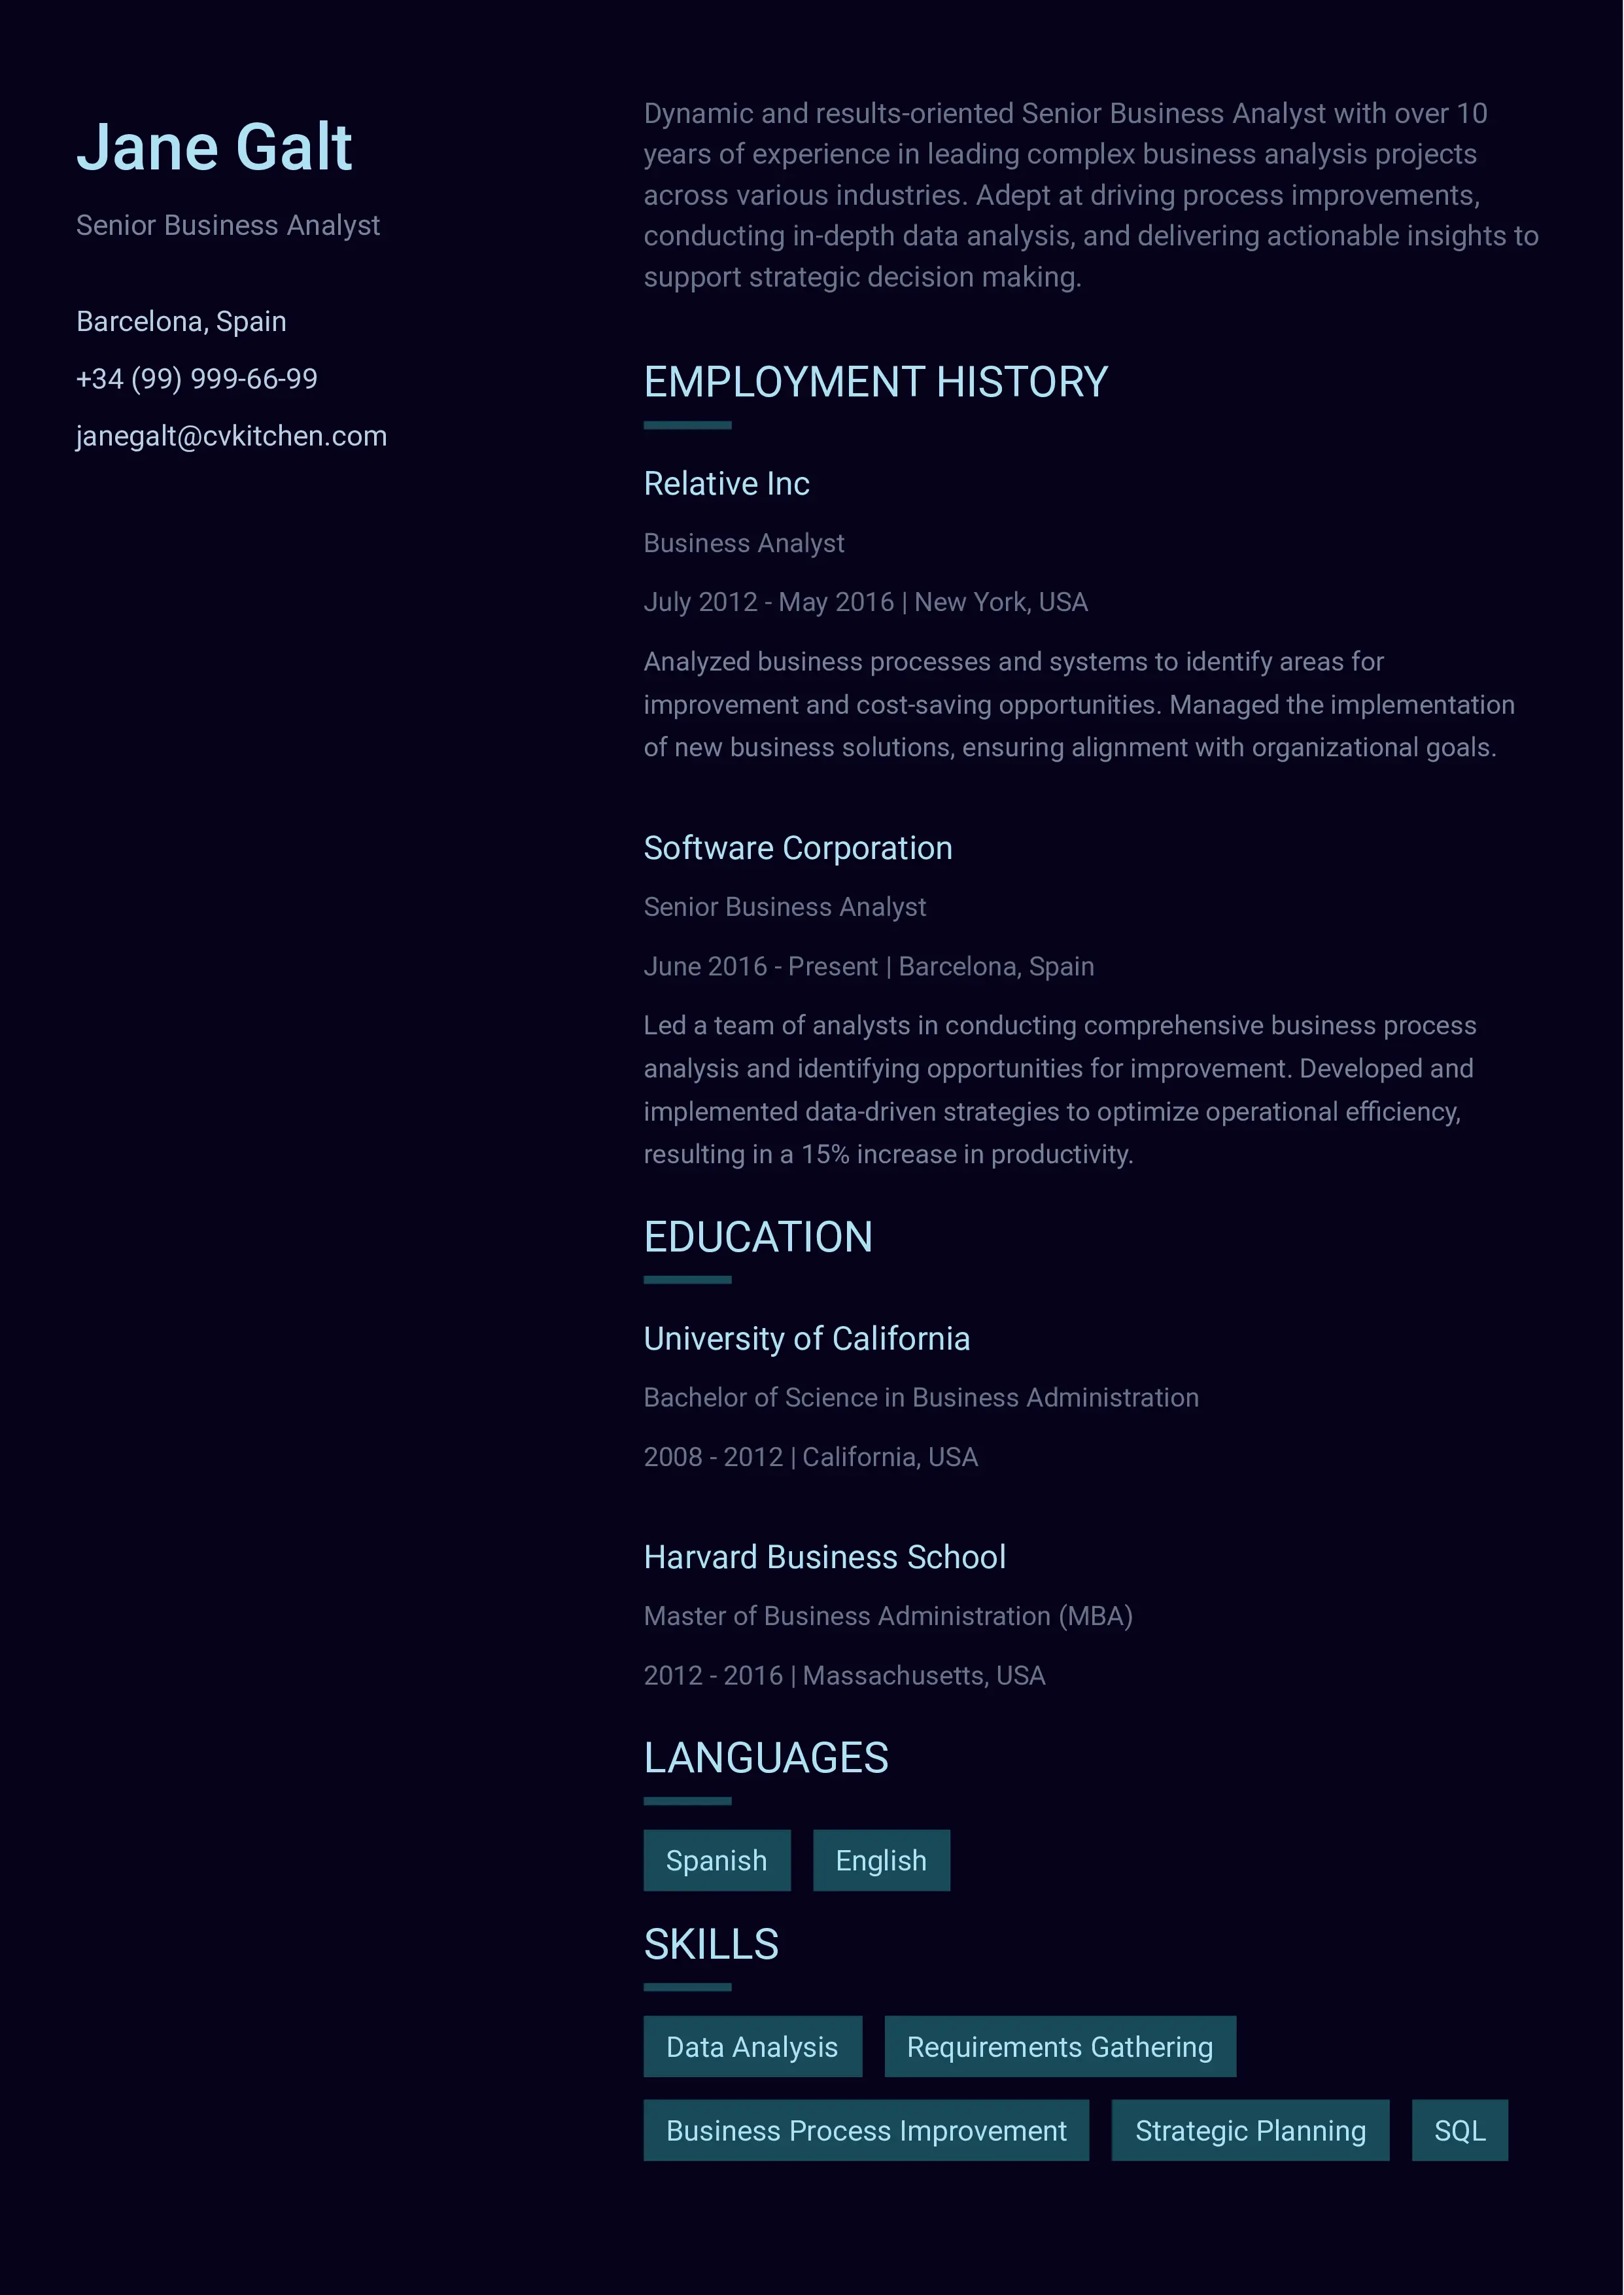 Jane Galt
Senior Business Analyst
Barcelona, Spain
+34 (99) 999-66-99
janegalt@cvkitchen.com
Dynamic and results-oriented Senior Business Analyst with over 10
years of experience in leading complex business analysis projects
across various industries. Adept at driving process improvements,
conducting in-depth data analysis, and delivering actionable insights to
support strategic decision making.
EMPLOYMENT HISTORY
Relative Inc
Business Analyst
July 2012 - May 2016 | New York, USA
Analyzed business processes and systems to identify areas for
improvement and cost-saving opportunities. Managed the implementation
of new business solutions, ensuring alignment with organizational goals.
Software Corporation
Senior Business Analyst
June 2016 - Present | Barcelona, Spain
Led a team of analysts in conducting comprehensive business process
analysis and identifying opportunities for improvement. Developed and
implemented data-driven strategies to optimize operational efficiency,
resulting in a 15% increase in productivity.
EDUCATION
University of California
Bachelor of Science in Business Administration
2008 - 2012 | California, USA
Harvard Business School
Master of Business Administration (MBA)
2012 - 2016 | Massachusetts, USA
LANGUAGES
Spanish English
SKILLS
Data Analysis Requirements Gathering
Business Process Improvement Strategic Planning SQL